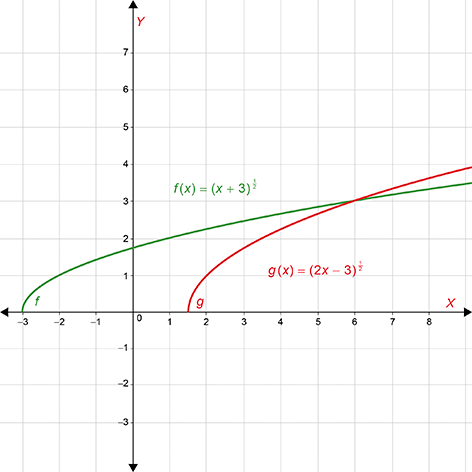 Y
7
6
5
4
f(x) = (x + 3)^{1/2}
3
2
g(x) = (2x − 3)^{1/2}
1
f
g
X
−3 −2 −1 0 1 2 3 4 5 6 7 8
−1
−2
−3